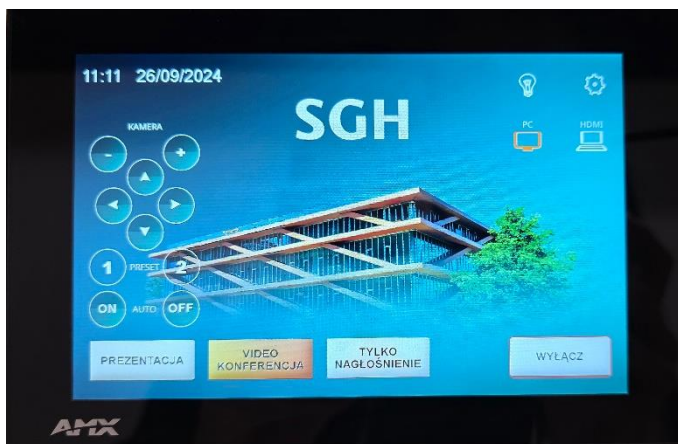 11:11 26/09/2024
SGH
KAMERA
PC
HDMI
- +
1 PRESET 2
ON AUTO OFF
PREZENTACJA
VIDEO
KONFERENCJA
TYLKO
NAGŁOŚNIENIE
WYŁĄCZ
AMX